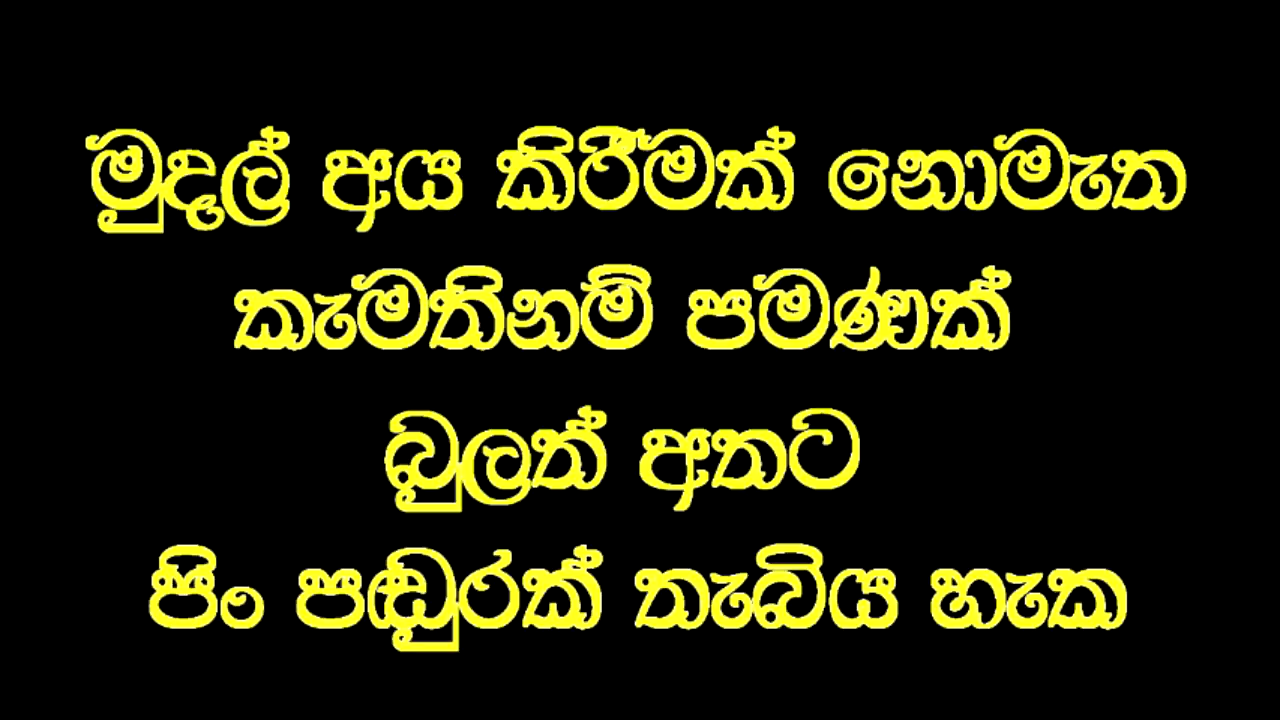 මුදල් අය කිරීමක් නොමැත
කැමතිනම් පමණක්
බුලත් අතට
පිං පඬුරක් තැබිය හැක